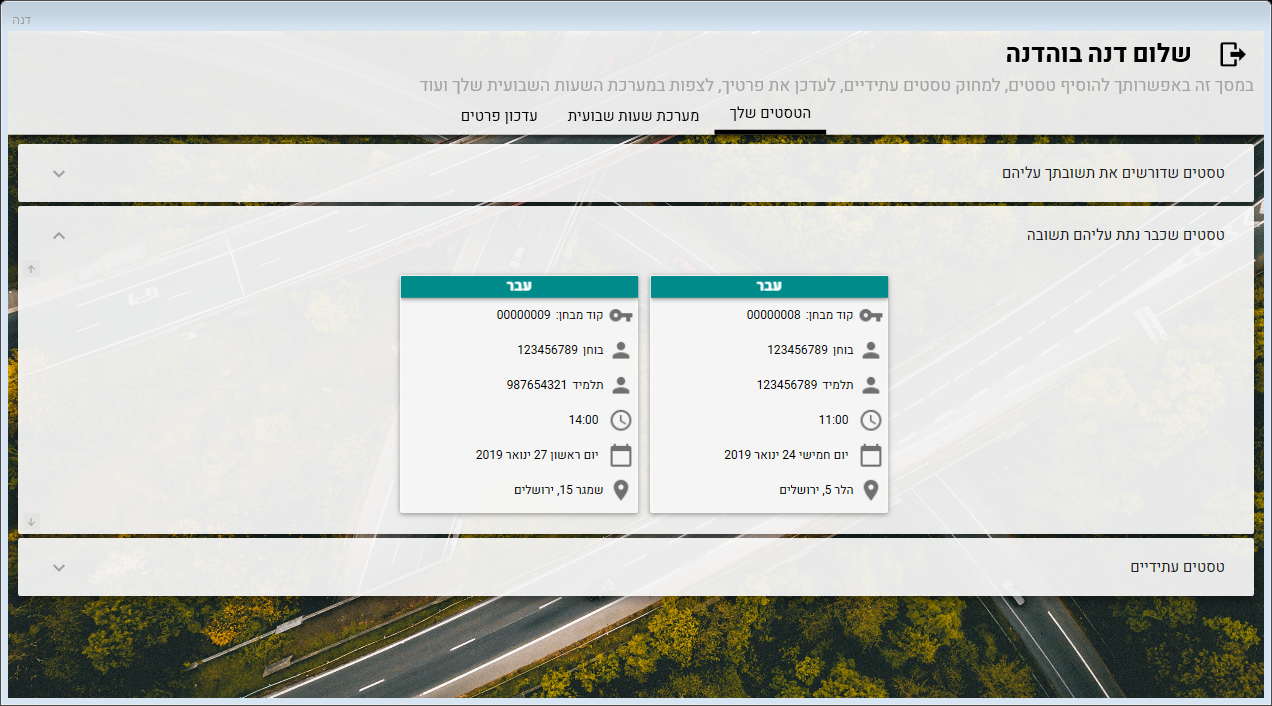 דנה
שלום דנה בוהדנה
במסך זה באפשרותך להוסיף טסטים, למחוק טסטים עתידיים, לעדכן את פרטיך, לצפות במערכת השעות השבועית שלך ועוד
הטסטים שלך
מערכת שעות שבועית
עדכון פרטים
טסטים שדורשים את תשובתך עליהם
טסטים שכבר נתת עליהם תשובה
עבר
קוד מבחן: 00000008
בוחן 123456789
תלמיד 123456789
11:00
יום חמישי 24 ינואר 2019
הלר 5, ירושלים
עבר
קוד מבחן: 00000009
בוחן 123456789
תלמיד 987654321
14:00
יום ראשון 27 ינואר 2019
שמגר 15, ירושלים
טסטים עתידיים